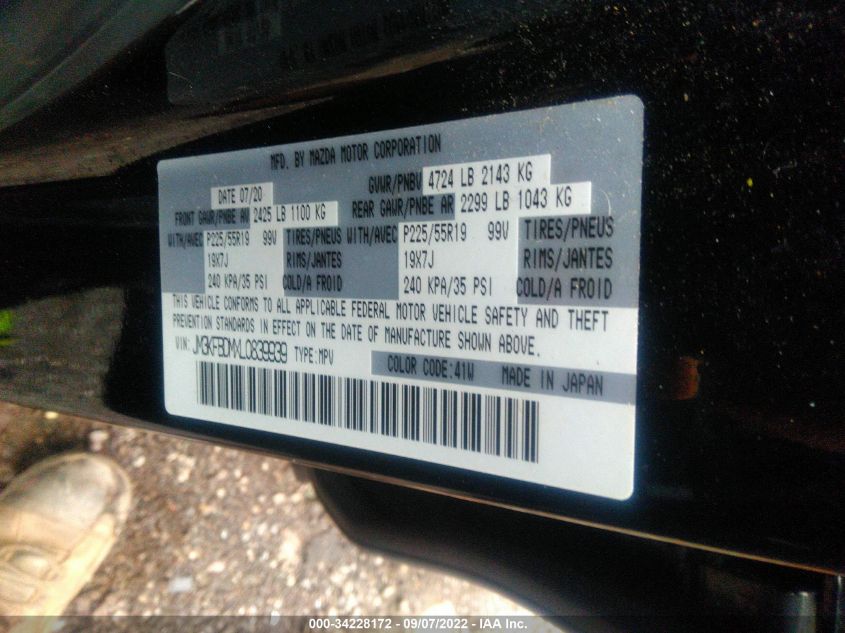 MFD. BY MAZDA MOTOR CORPORATION
DATE 07/20 GVWR/PNBV 4724 LB 2143 KG
FRONT GAWR/PNBE AV 2425 LB 1100 KG REAR GAWR/PNBE AR 2299 LB 1043 KG
WITH/AVEC P225/55R19 99V TIRES/PNEUS WITH/AVEC P225/55R19 99V TIRES/PNEUS
19X7J RIMS/JANTES 19X7J RIMS/JANTES
240 KPA/35 PSI COLD/A FROID 240 KPA/35 PSI COLD/A FROID
THIS VEHICLE CONFORMS TO ALL APPLICABLE FEDERAL MOTOR VEHICLE SAFETY AND THEFT
PREVENTION STANDARDS IN EFFECT ON THE DATE OF MANUFACTURE SHOWN ABOVE.
VIN: JM3KFBDMXL0839939 TYPE:MPV
COLOR CODE:41W MADE IN JAPAN
000-34228172 - 09/07/2022 - IAA Inc.